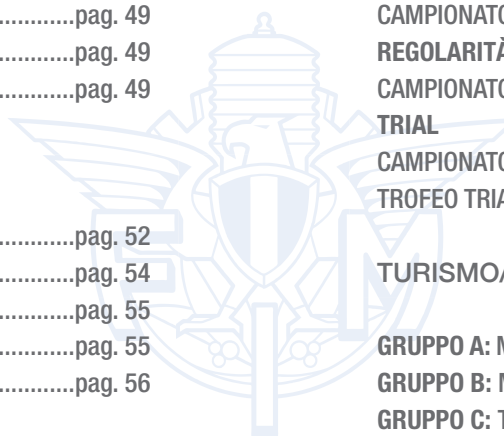 .............pag. 49
.............pag. 49
.............pag. 49
.............pag. 52
.............pag. 54
.............pag. 55
.............pag. 55
.............pag. 56
CAMPIONATO
REGOLARITÀ
CAMPIONATO
TRIAL
CAMPIONATO
TROFEO TRIA
TURISMO/
GRUPPO A: M
GRUPPO B: M
GRUPPO C: T
F M